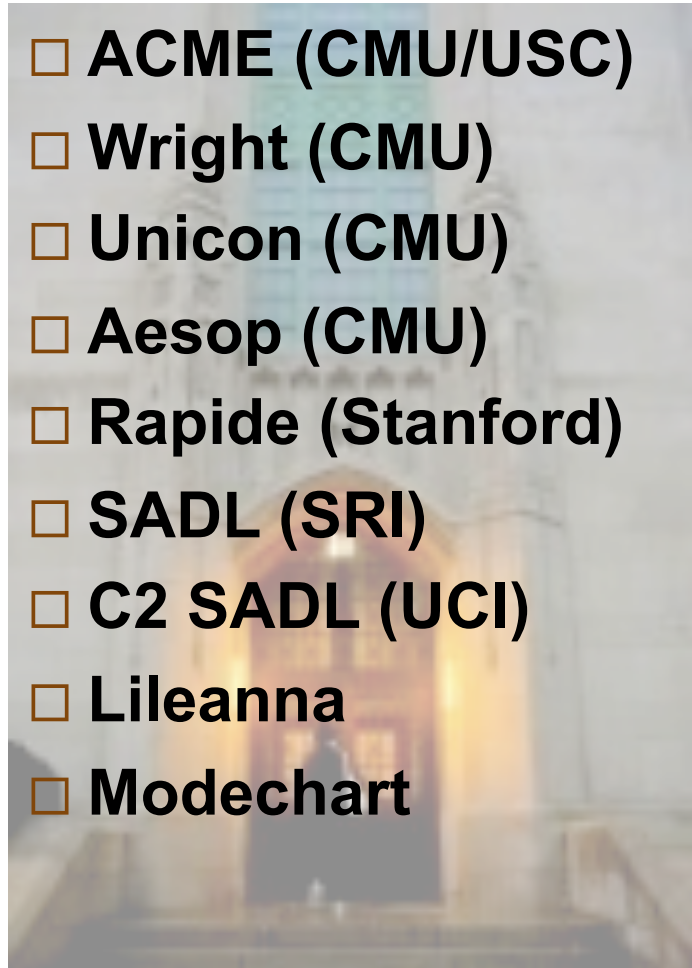 ACME (CMU/USC)
Wright (CMU)
Unicon (CMU)
Aesop (CMU)
Rapide (Stanford)
SADL (SRI)
C2 SADL (UCI)
Lileanna
Modechart